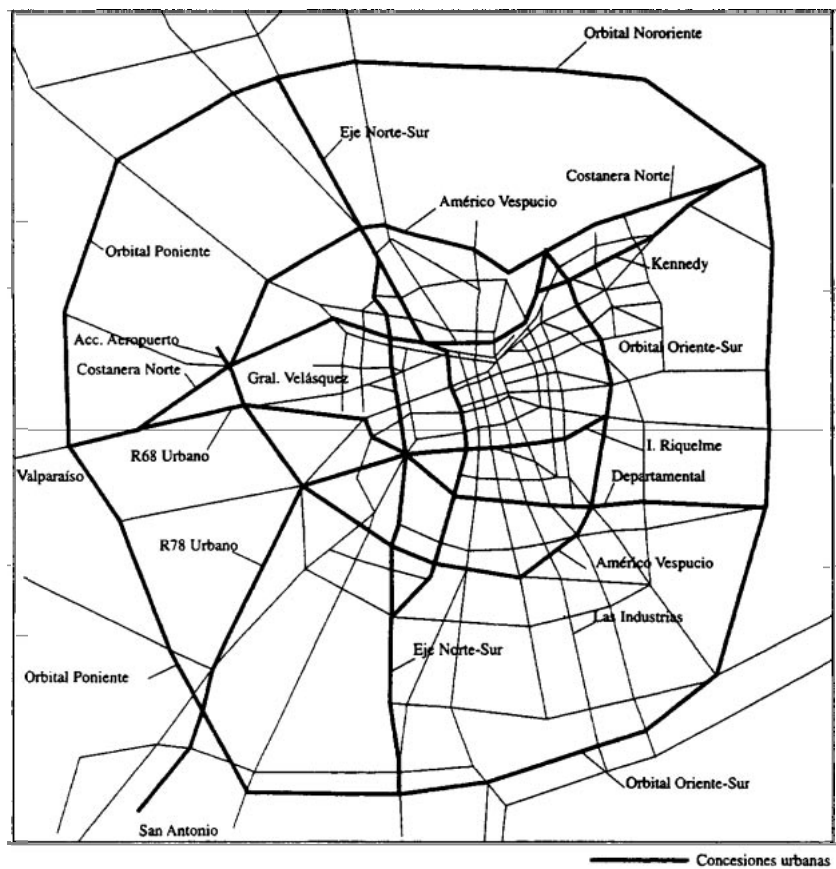 Orbital Nororiente
Eje Norte-Sur
Costanera Norte
Américo Vespucio
Orbital Poniente
Kennedy
Acc. Aeropuerto
Orbital Oriente-Sur
Costanera Norte
Gral. Velásquez
I. Riquelme
R68 Urbano
Valparaíso
Departamental
R78 Urbano
Américo Vespucio
Las Industrias
Eje Norte-Sur
Orbital Poniente
Orbital Oriente-Sur
San Antonio
Concesiones urbanas